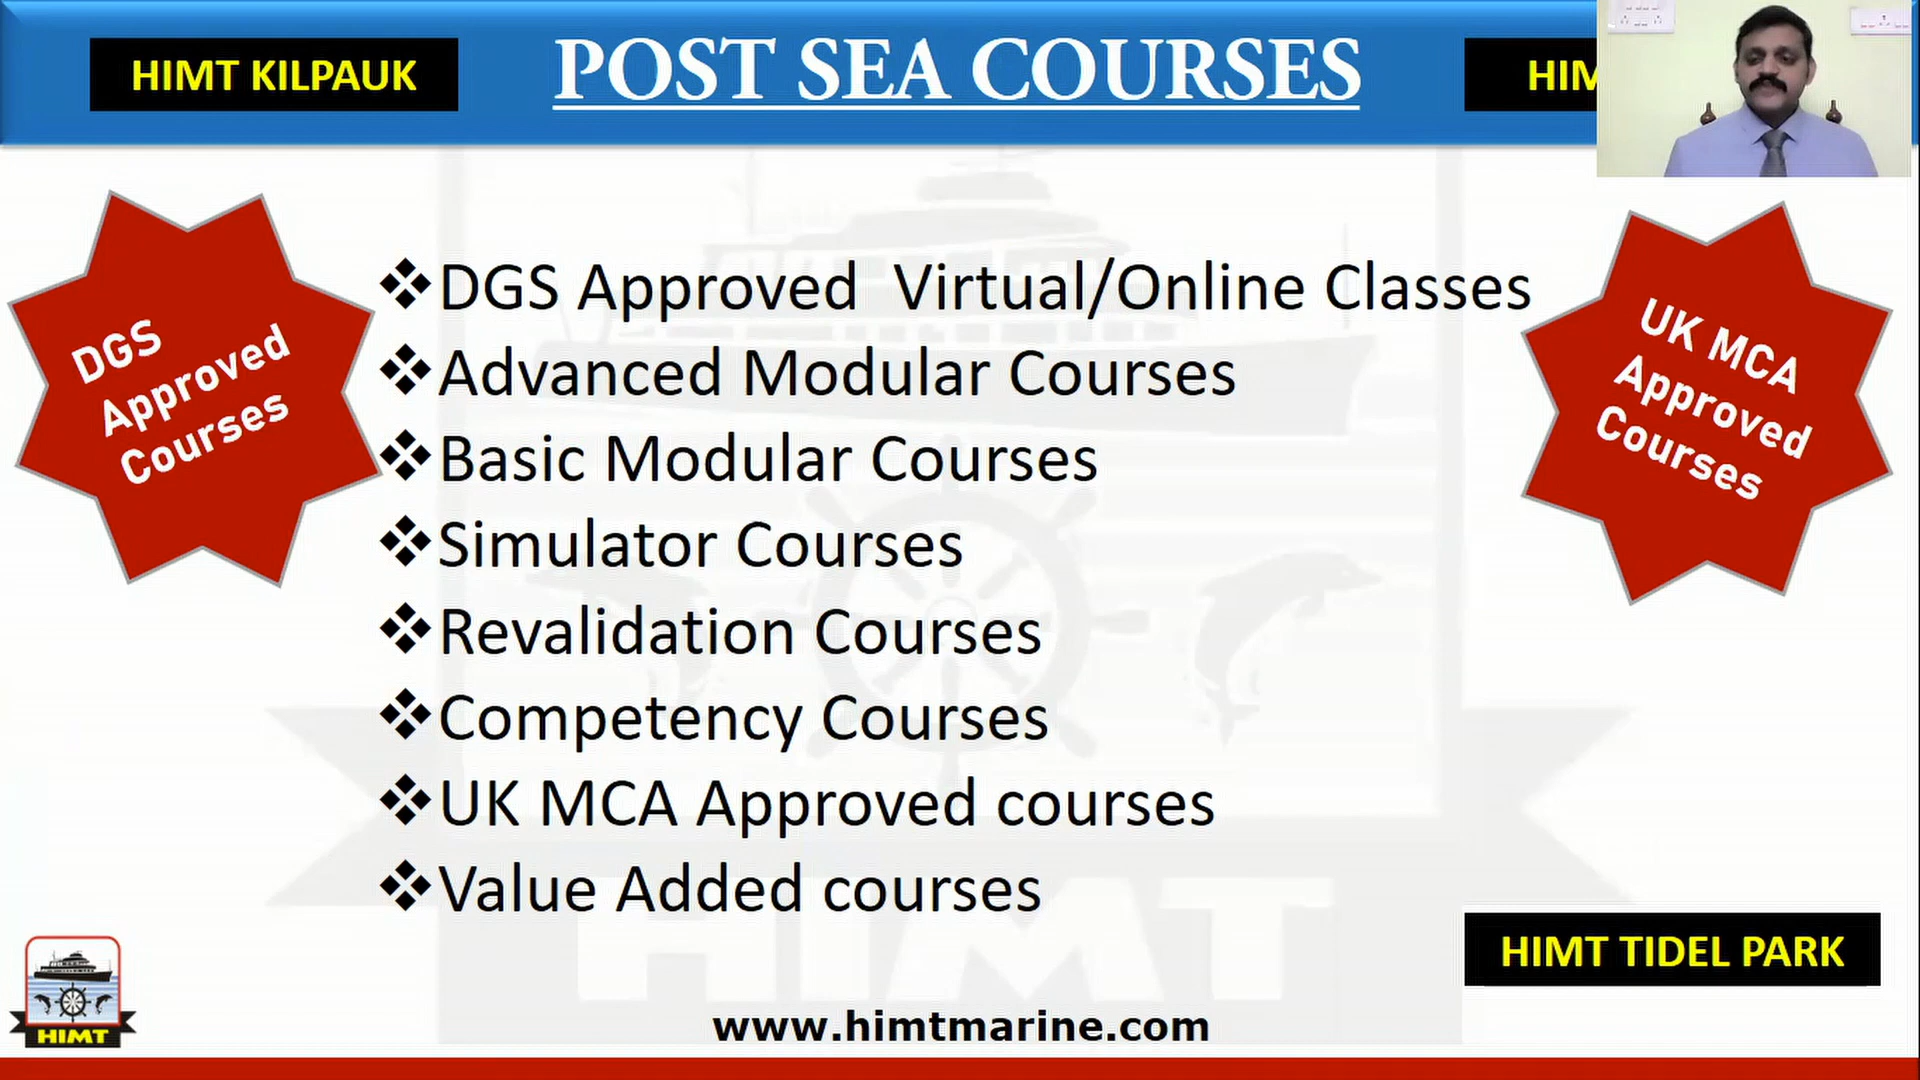 HIMT KILPAUK
POST SEA COURSES
DGS
Approved
Courses
UK MCA
Approved
Courses
❖DGS Approved  Virtual/Online Classes
❖Advanced Modular Courses
❖Basic Modular Courses
❖Simulator Courses
❖Revalidation Courses
❖Competency Courses
❖UK MCA Approved courses
❖Value Added courses
HIMT TIDEL PARK
HIMT
www.himtmarine.com
HIMT